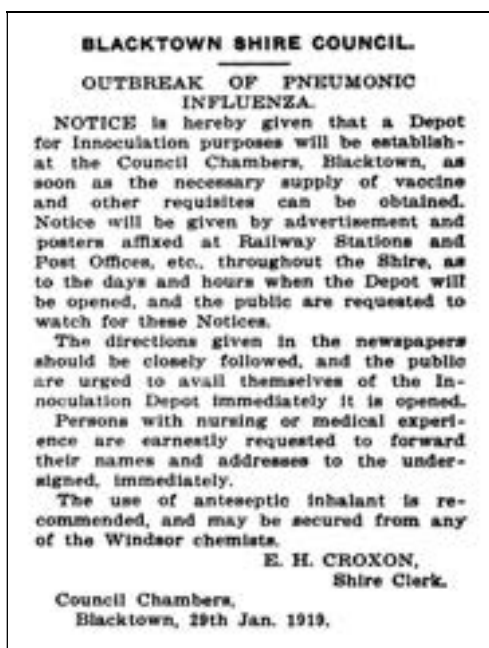 BLACKTOWN SHIRE COUNCIL.
OUTBREAK OF PNEUMONIC
INFLUENZA.
NOTICE is hereby given that a Depot
for Innoculation purposes will be establish-
at the Council Chambers, Blacktown, as
soon as the necessary supply of vaccine
and other requisites can be obtained.
Notice will be given by advertisement and
posters affixed at Railway Stations and
Post Offices, etc., throughout the Shire, as
to the days and hours when the Depot will
be opened, and the public are requested to
watch for these Notices.
The directions given in the newspapers
should be closely followed, and the public
are urged to avail themselves of the In-
noculation Depot immediately it is opened.
Persons with nursing or medical experi-
ence are earnestly requested to forward
their names and addresses to the under-
signed, immediately.
The use of anteseptic inhalant is re-
commended, and may be secured from any
of the Windsor chemists.
E. H. CROXON,
Shire Clerk.
Council Chambers,
Blacktown, 29th Jan. 1919.